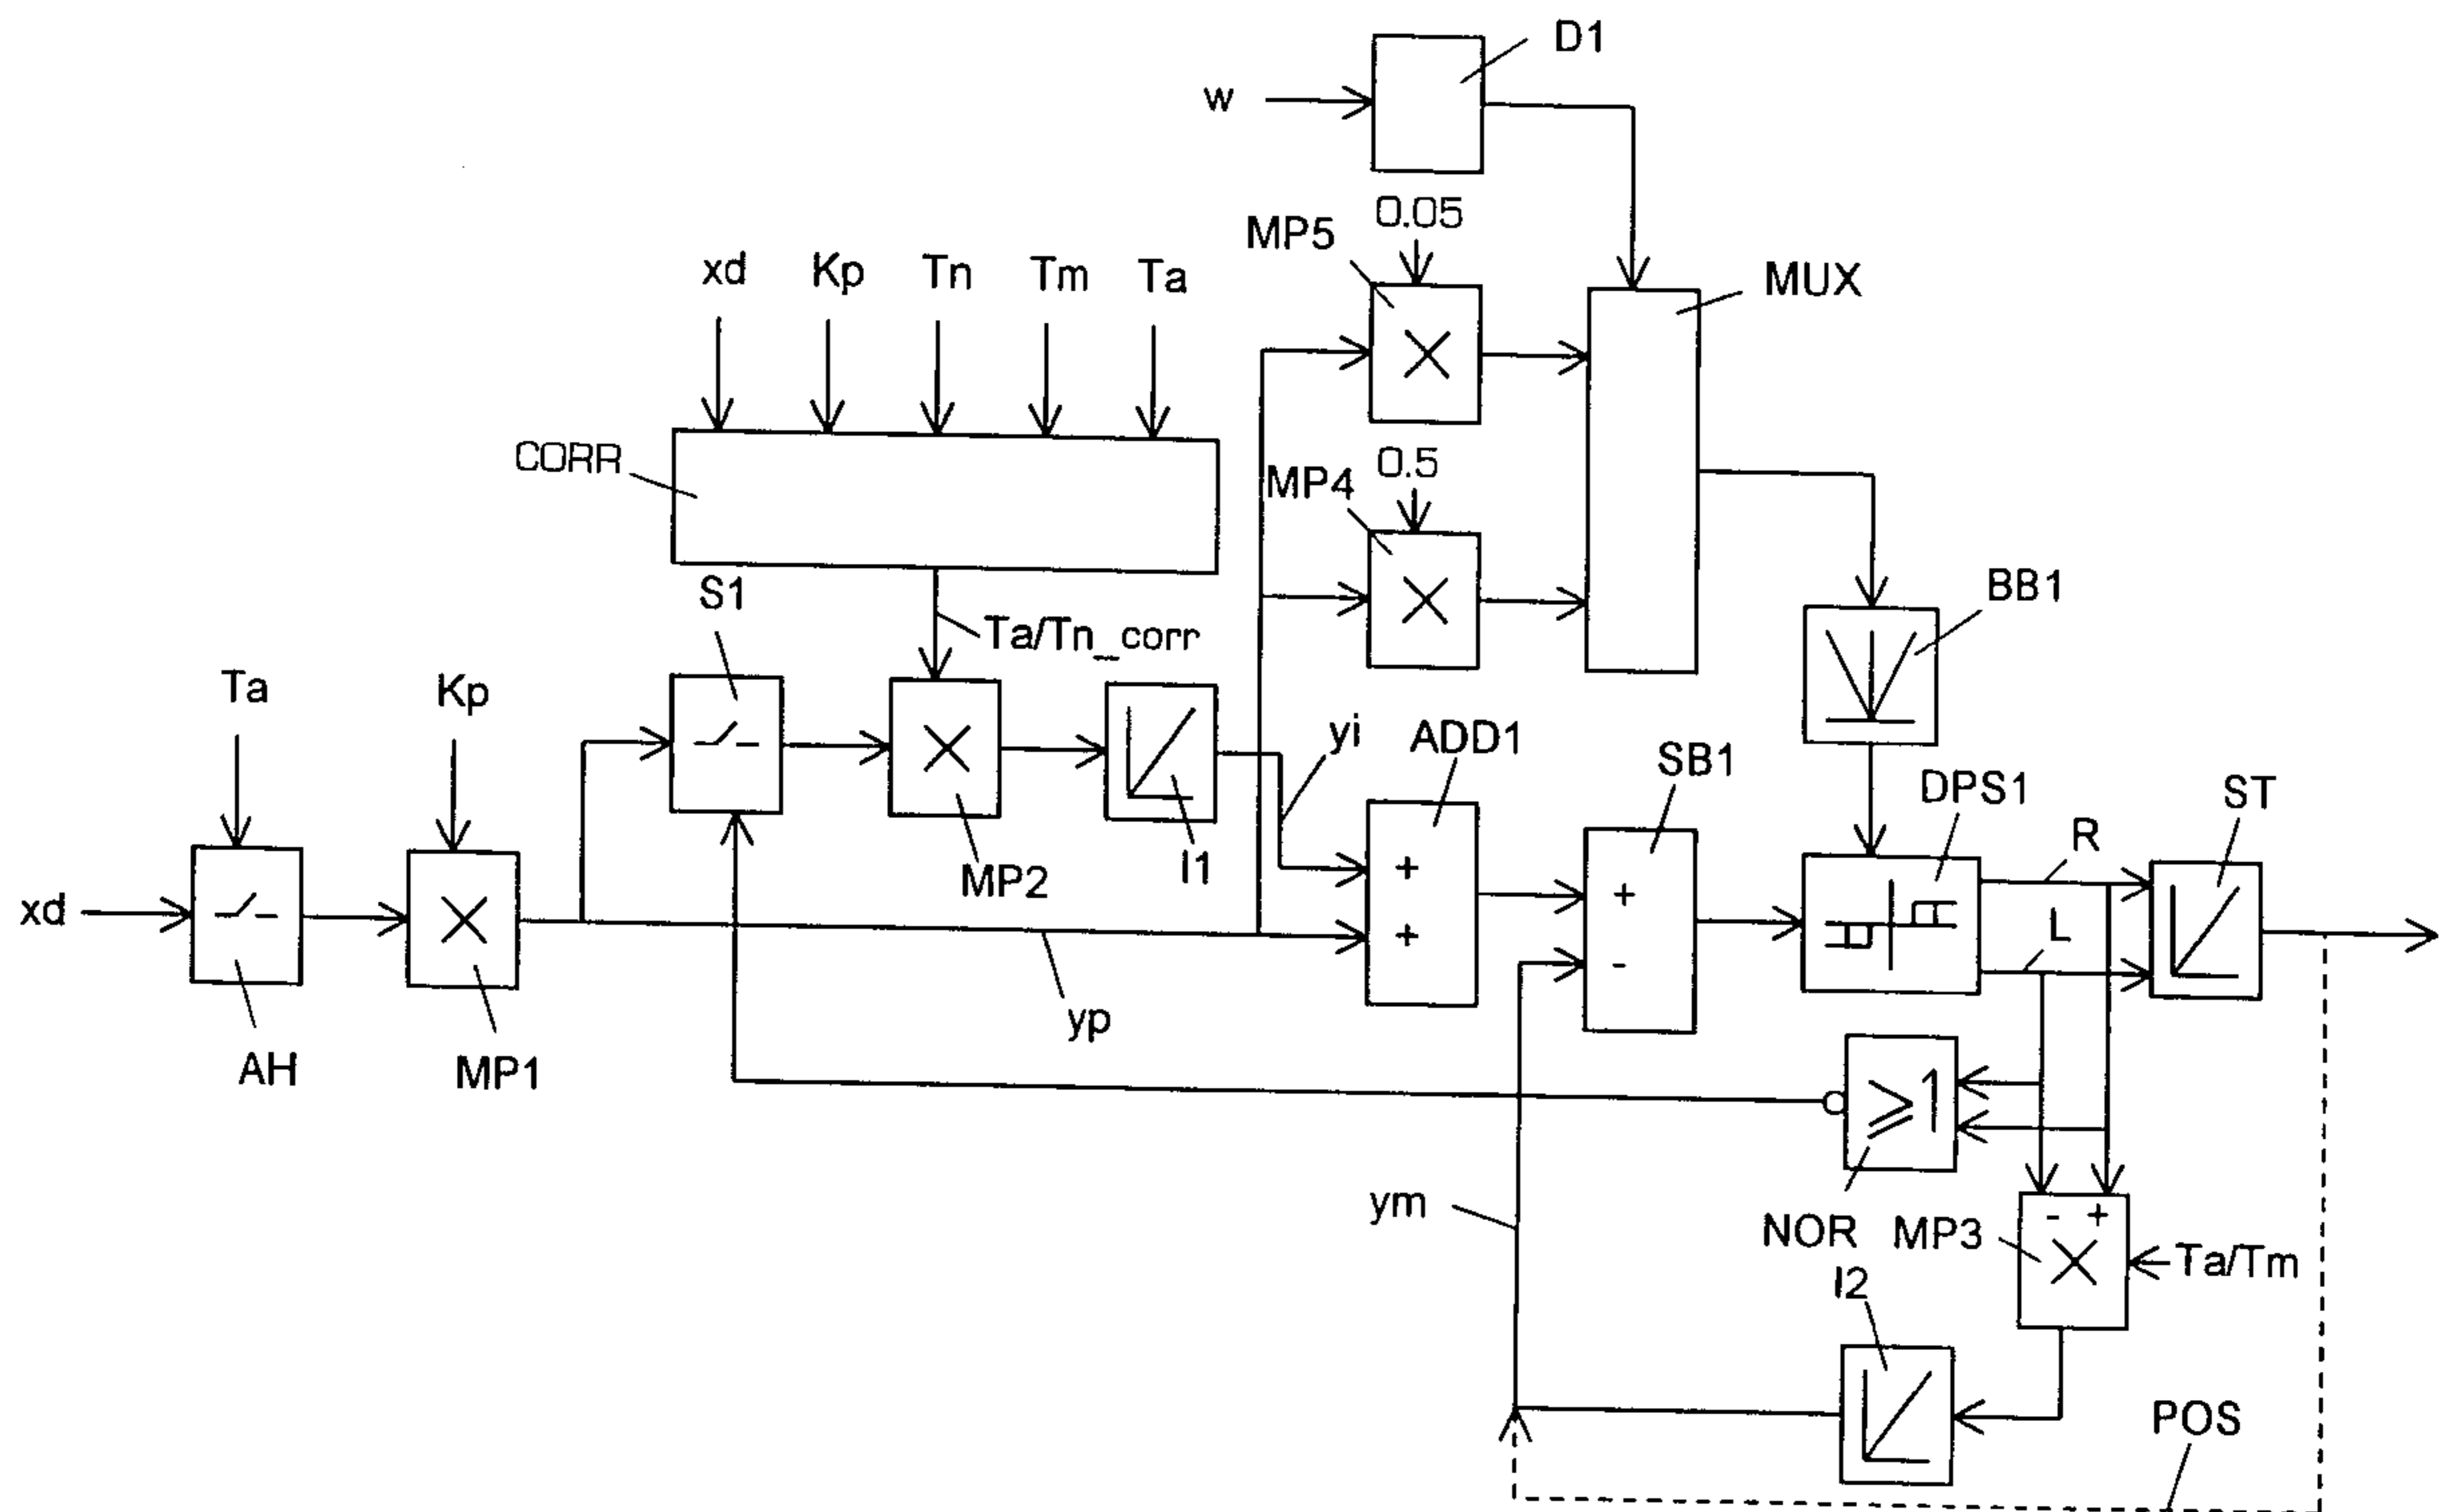 D1
w
0.05
MP5
xd Kp Tn Tm Ta
MUX
CORR
0.5
MP4
S1
Ta/Tn_corr
BB1
Ta
Kp
yi
ADD1
SB1
DPS1
ST
R
MP2
I1
+
+
xd
+
-
L
yp
AH
MP1
≥1
ym
NOR
MP3
- +
Ta/Tm
I2
POS